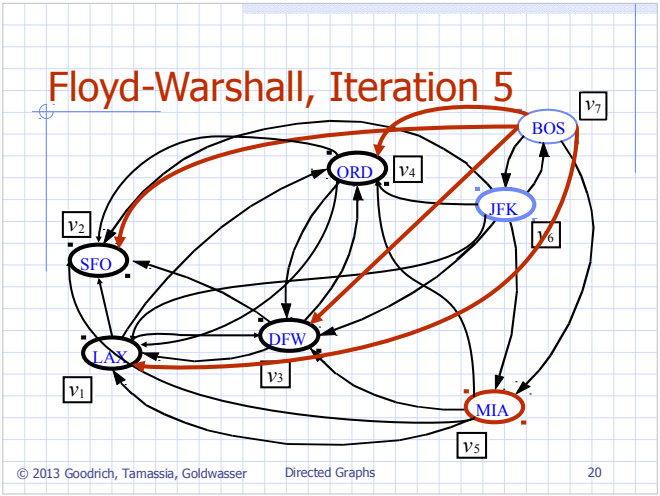 Floyd-Warshall, Iteration 5
v7
BOS
ORD
v4
JFK
v2
v6
SFO
DFW
LAX
v3
v1
MIA
v5
© 2013 Goodrich, Tamassia, Goldwasser
Directed Graphs
20